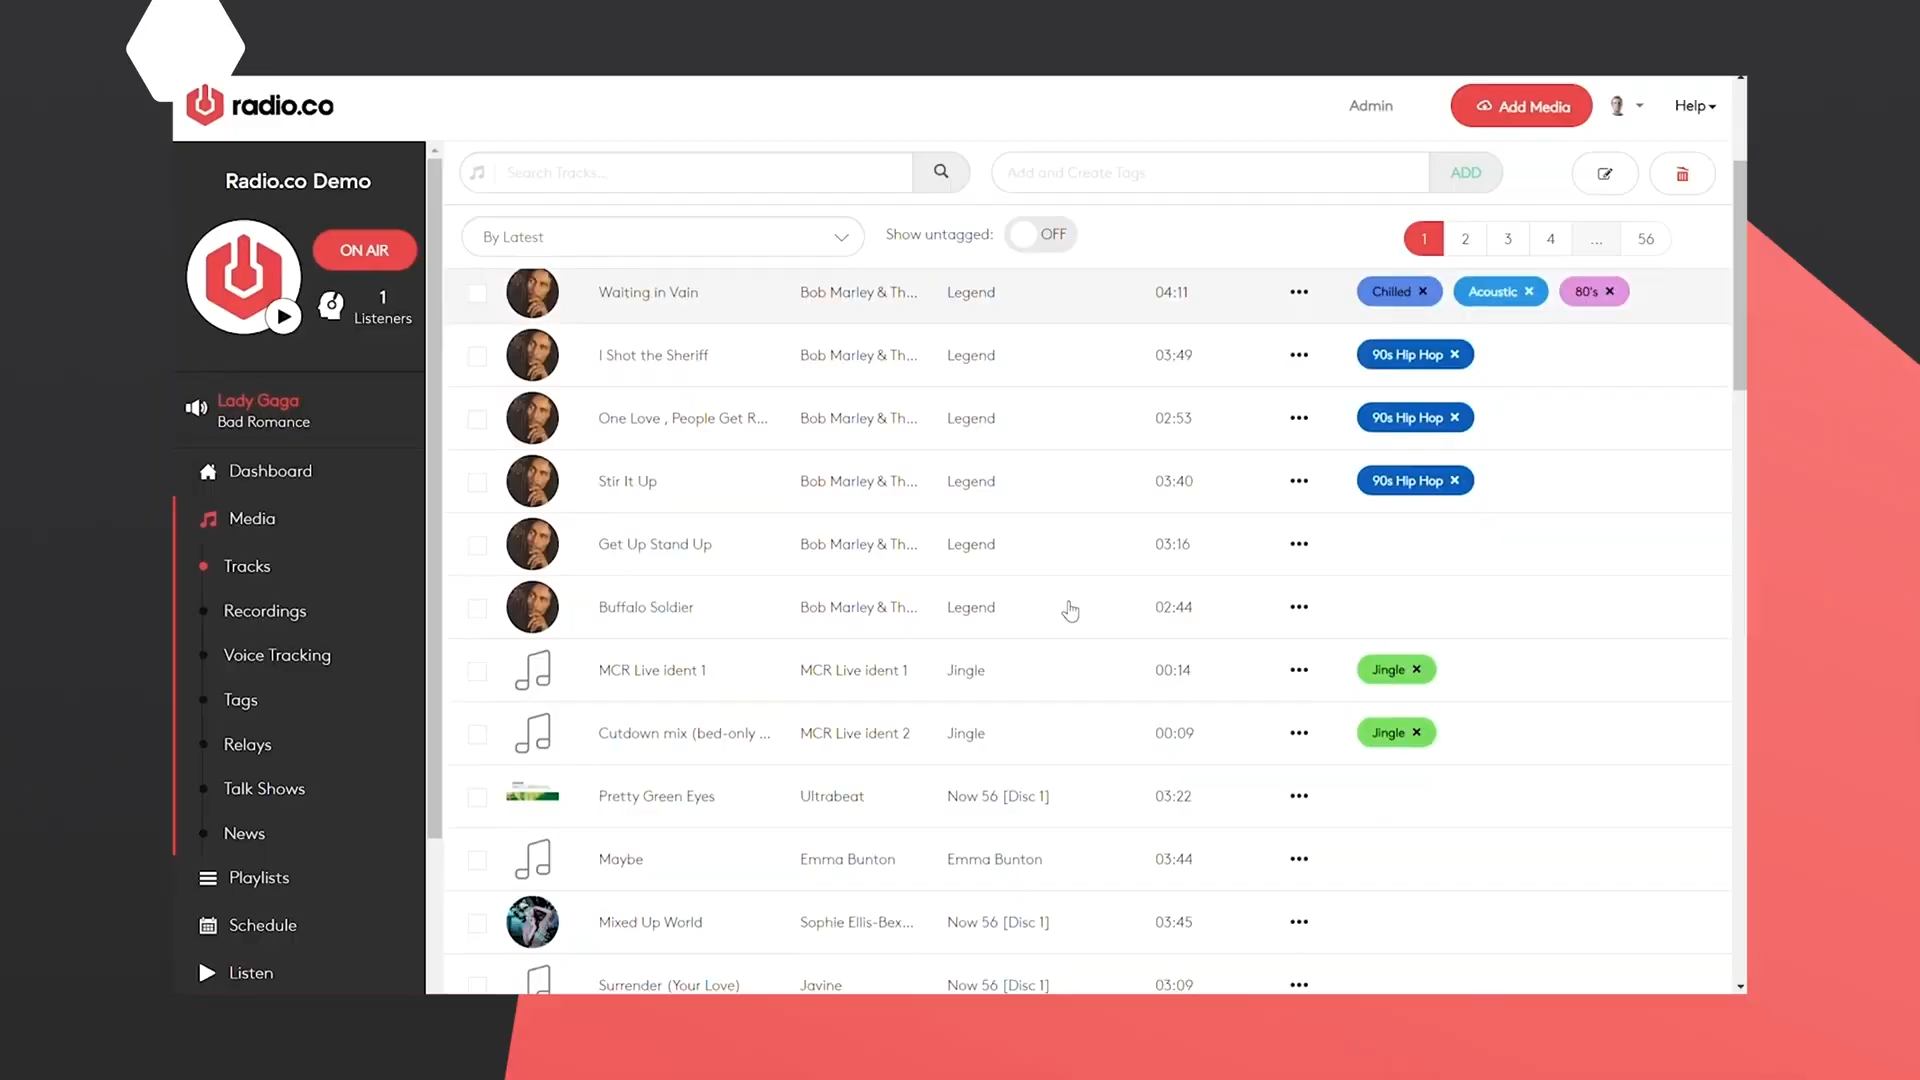 radio.co
Admin
Add Media
Help
Radio.co Demo
ON AIR
1
Listeners
Lady Gaga
Bad Romance
Dashboard
Media
Tracks
Recordings
Voice Tracking
Tags
Relays
Talk Shows
News
Playlists
Schedule
Listen
Search Tracks...
Add and Create Tags
ADD
By Latest
Show untagged: OFF
1 2 3 4 ... 56
Waiting in Vain Bob Marley & Th... Legend 04:11 ••• Chilled × Acoustic × 80's ×
I Shot the Sheriff Bob Marley & Th... Legend 03:49 ••• 90s Hip Hop ×
One Love , People Get R... Bob Marley & Th... Legend 02:53 ••• 90s Hip Hop ×
Stir It Up Bob Marley & Th... Legend 03:40 ••• 90s Hip Hop ×
Get Up Stand Up Bob Marley & Th... Legend 03:16 •••
Buffalo Soldier Bob Marley & Th... Legend 02:44 •••
MCR Live ident 1 MCR Live ident 1 Jingle 00:14 ••• Jingle ×
Cutdown mix (bed-only ... MCR Live ident 2 Jingle 00:09 ••• Jingle ×
Pretty Green Eyes Ultrabeat Now 56 [Disc 1] 03:22 •••
Maybe Emma Bunton Emma Bunton 03:44 •••
Mixed Up World Sophie Ellis-Bex... Now 56 [Disc 1] 03:45 •••
Surrender (Your Love) Javine Now 56 [Disc 1] 03:09 •••